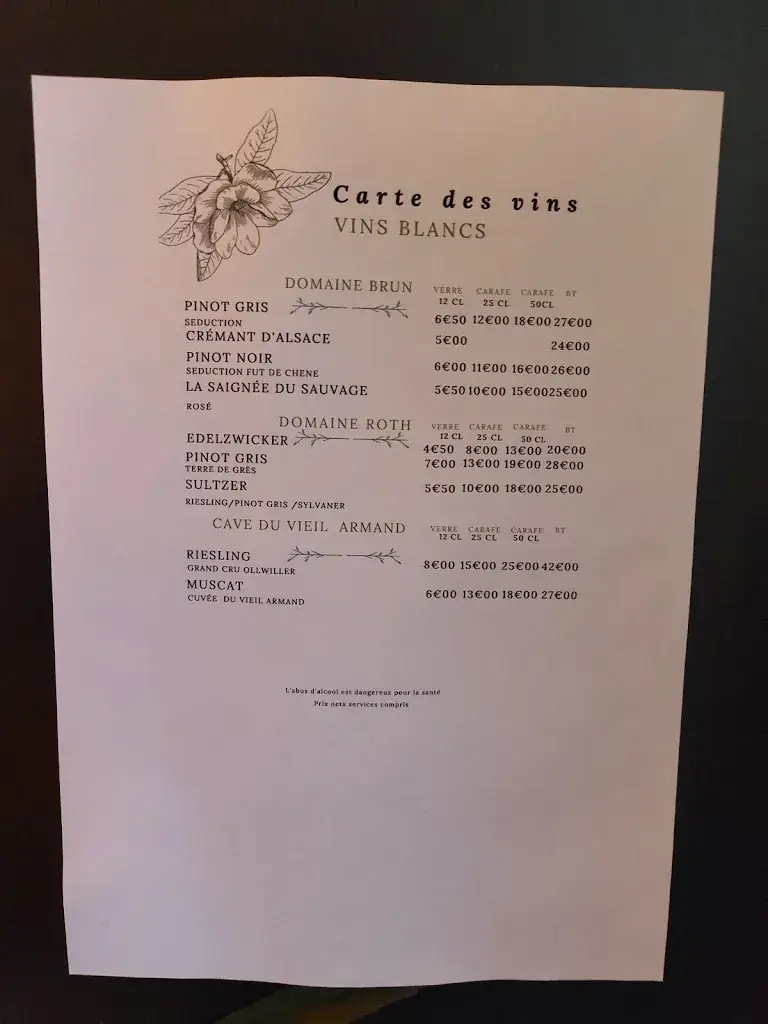 Carte des vins
VINS BLANCS
DOMAINE BRUN VERRE CARAFE CARAFE BT
12 CL 25 CL 50CL
PINOT GRIS
SEDUCTION 6€50 12€00 18€00 27€00
CRÉMANT D'ALSACE 5€00 24€00
PINOT NOIR
SEDUCTION FUT DE CHENE 6€00 11€00 16€00 26€00
LA SAIGNÉE DU SAUVAGE 5€50 10€00 15€00 25€00
ROSÉ
DOMAINE ROTH VERRE CARAFE CARAFE BT
12 CL 25 CL 50 CL
EDELZWICKER 4€50 8€00 13€00 20€00
PINOT GRIS 7€00 13€00 19€00 28€00
TERRE DE GRÈS
SULTZER 5€50 10€00 18€00 25€00
RIESLING/PINOT GRIS /SYLVANER
CAVE DU VIEIL ARMAND VERRE CARAFE CARAFE BT
12 CL 25 CL 50 CL
RIESLING 8€00 15€00 25€00 42€00
GRAND CRU OLLWILLER
MUSCAT 6€00 13€00 18€00 27€00
CUVÉE DU VIEIL ARMAND
L'abus d'alcool est dangereux pour la santé
Prix nets services compris